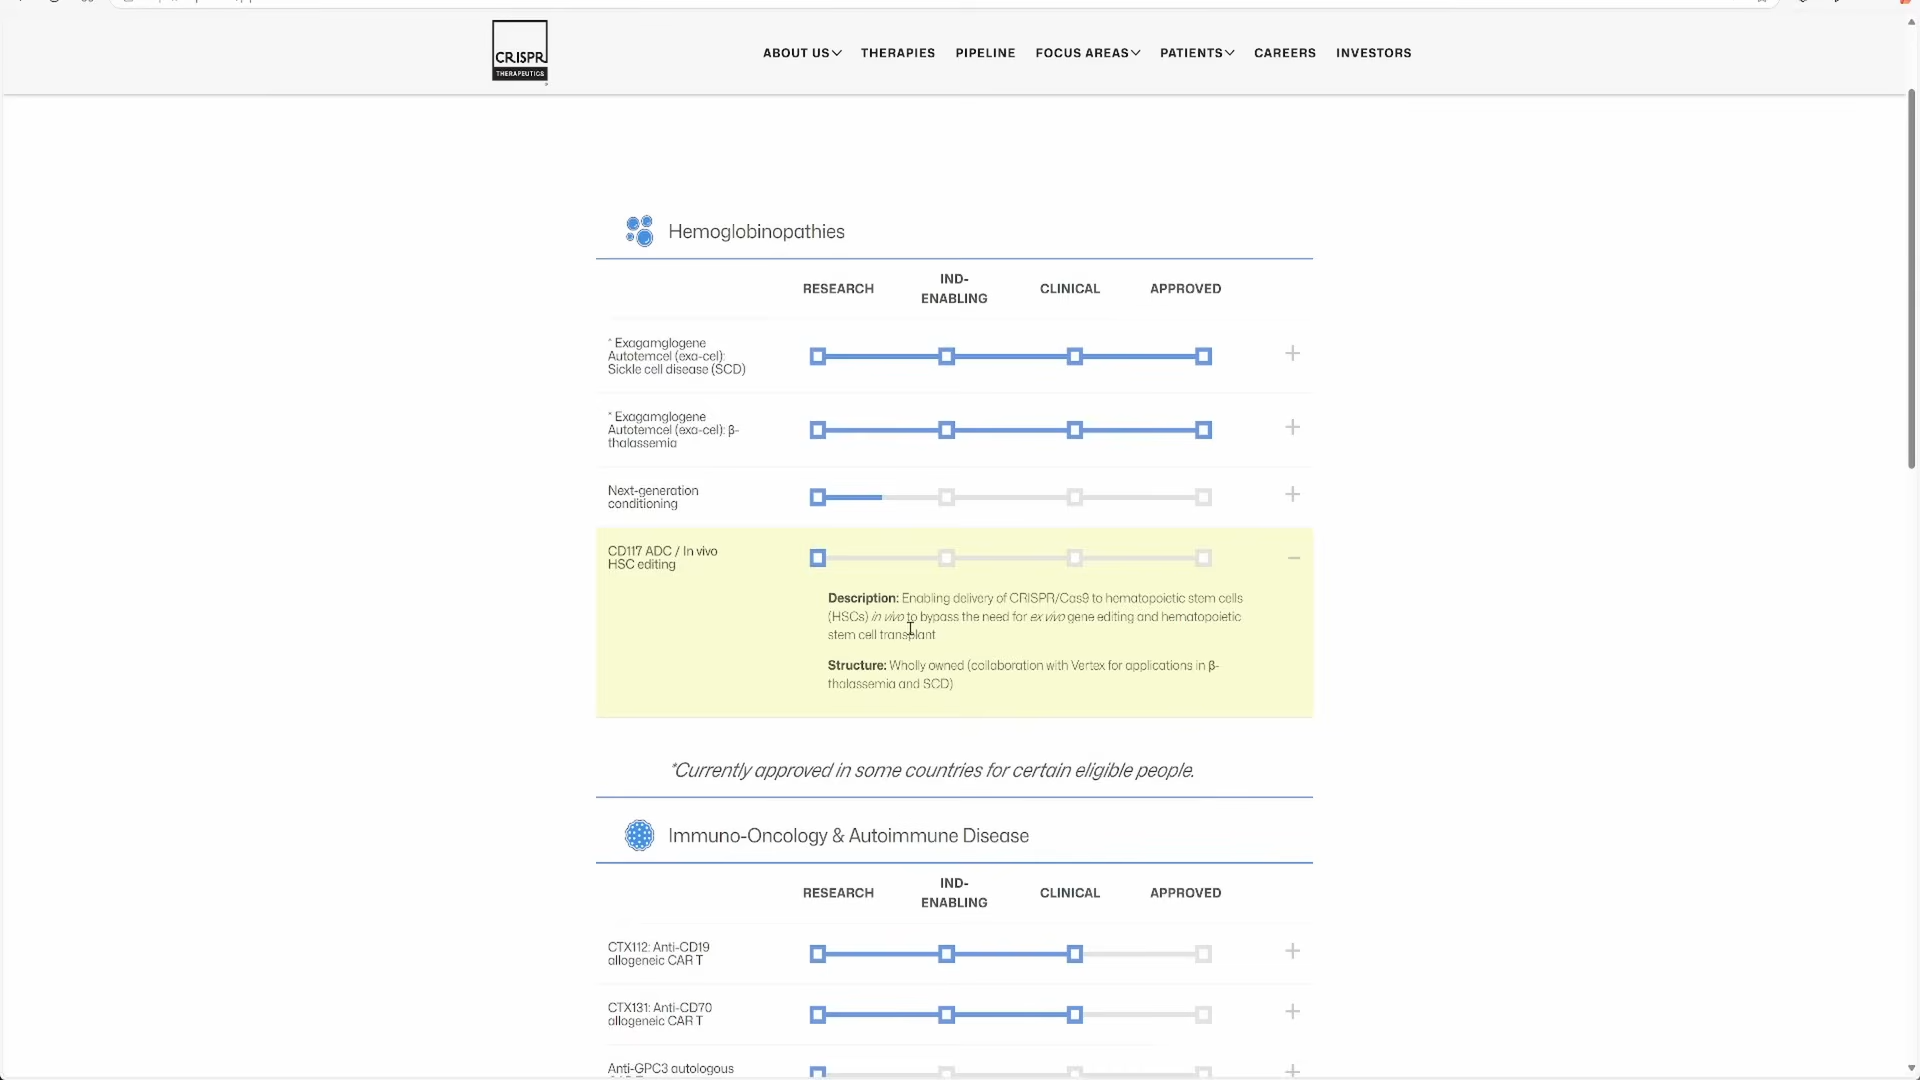 CRISPR
THERAPEUTICS
ABOUT US
THERAPIES
PIPELINE
FOCUS AREAS
PATIENTS
CAREERS
INVESTORS
Hemoglobinopathies
RESEARCH
IND-
ENABLING
CLINICAL
APPROVED
* Exagamglogene
Autotemcel (exa-cel):
Sickle cell disease (SCD)
* Exagamglogene
Autotemcel (exa-cel): β-
thalassemia
Next-generation
conditioning
CD117 ADC / In vivo
HSC editing
Description: Enabling delivery of CRISPR/Cas9 to hematopoietic stem cells
(HSCs) in vivo to bypass the need for ex vivo gene editing and hematopoietic
stem cell transplant
Structure: Wholly owned (collaboration with Vertex for applications in β-
thalassemia and SCD)
*Currently approved in some countries for certain eligible people.
Immuno-Oncology & Autoimmune Disease
RESEARCH
IND-
ENABLING
CLINICAL
APPROVED
CTX112: Anti-CD19
allogeneic CAR T
CTX131: Anti-CD70
allogeneic CAR T
Anti-GPC3 autologous